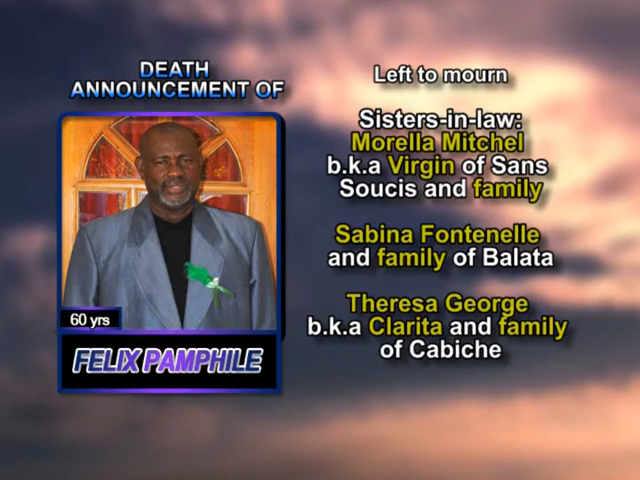 DEATH
ANNOUNCEMENT OF
60 yrs
FELIX PAMPHILE
Left to mourn
Sisters-in-law:
Morella Mitchel
b.k.a Virgin of Sans
Soucis and family
Sabina Fontenelle
and family of Balata
Theresa George
b.k.a Clarita and family
of Cabiche